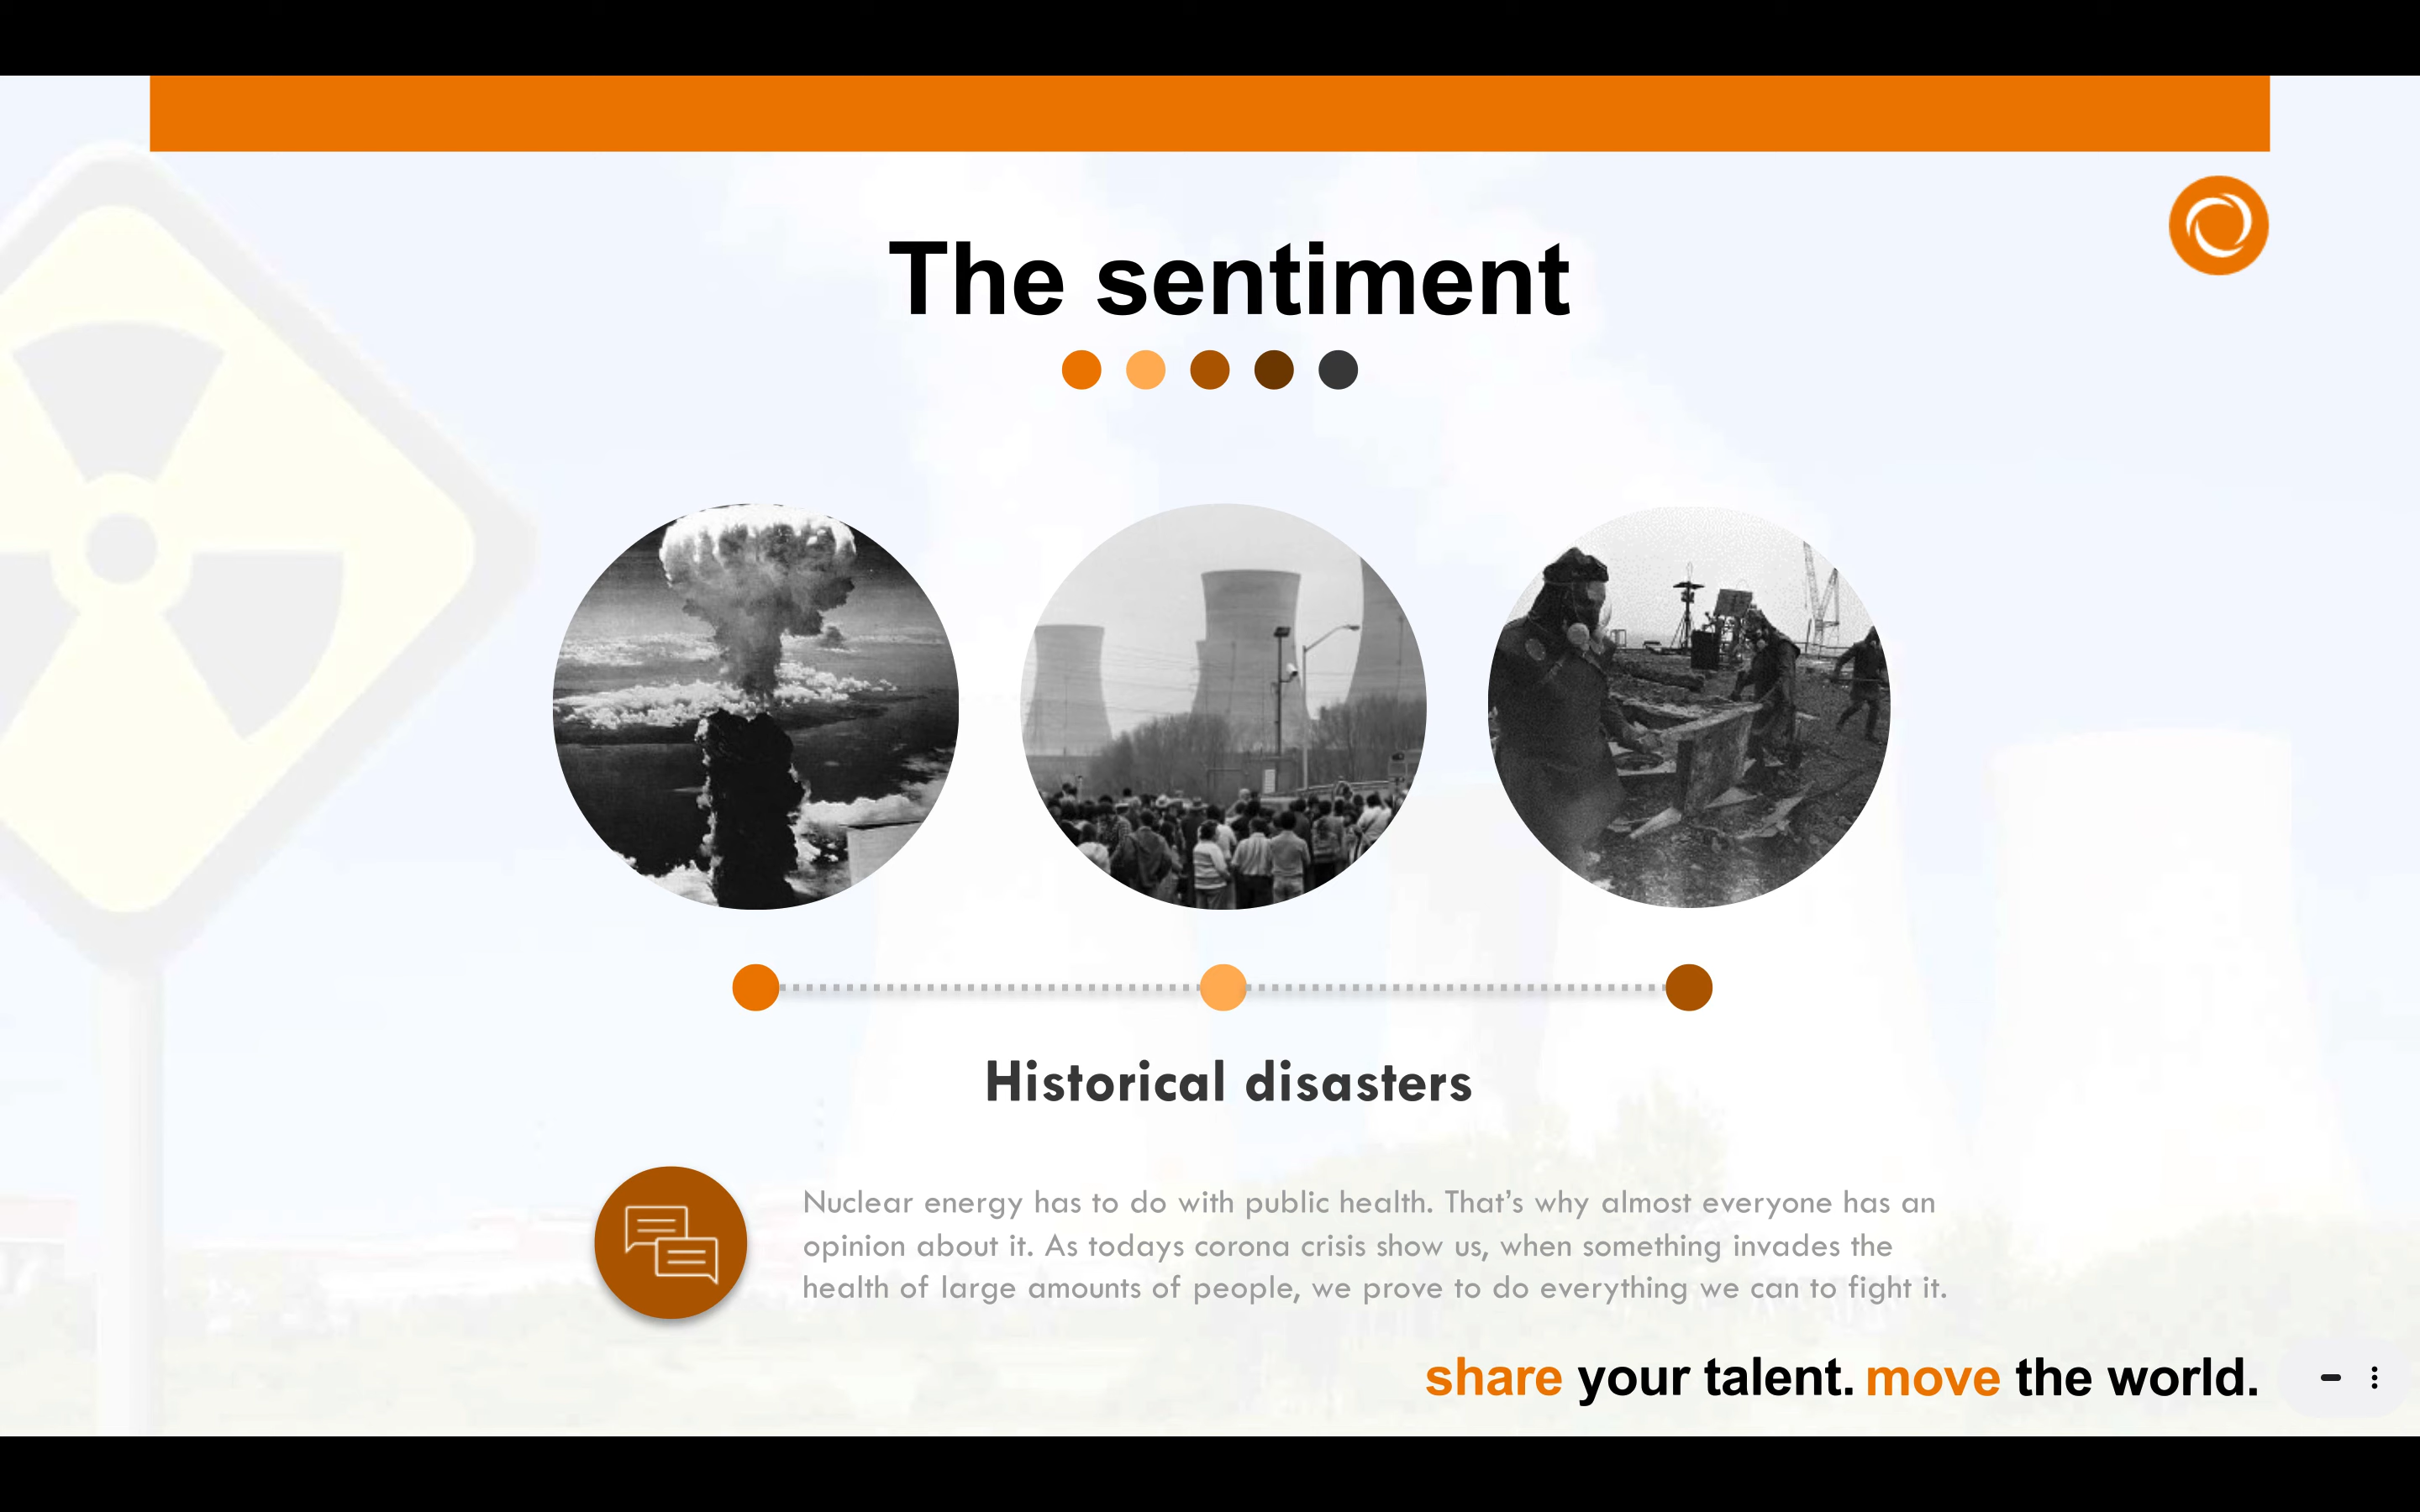 The sentiment
Historical disasters
Nuclear energy has to do with public health. That's why almost everyone has an
opinion about it. As todays corona crisis show us, when something invades the
health of large amounts of people, we prove to do everything we can to fight it.
share your talent. move the world.